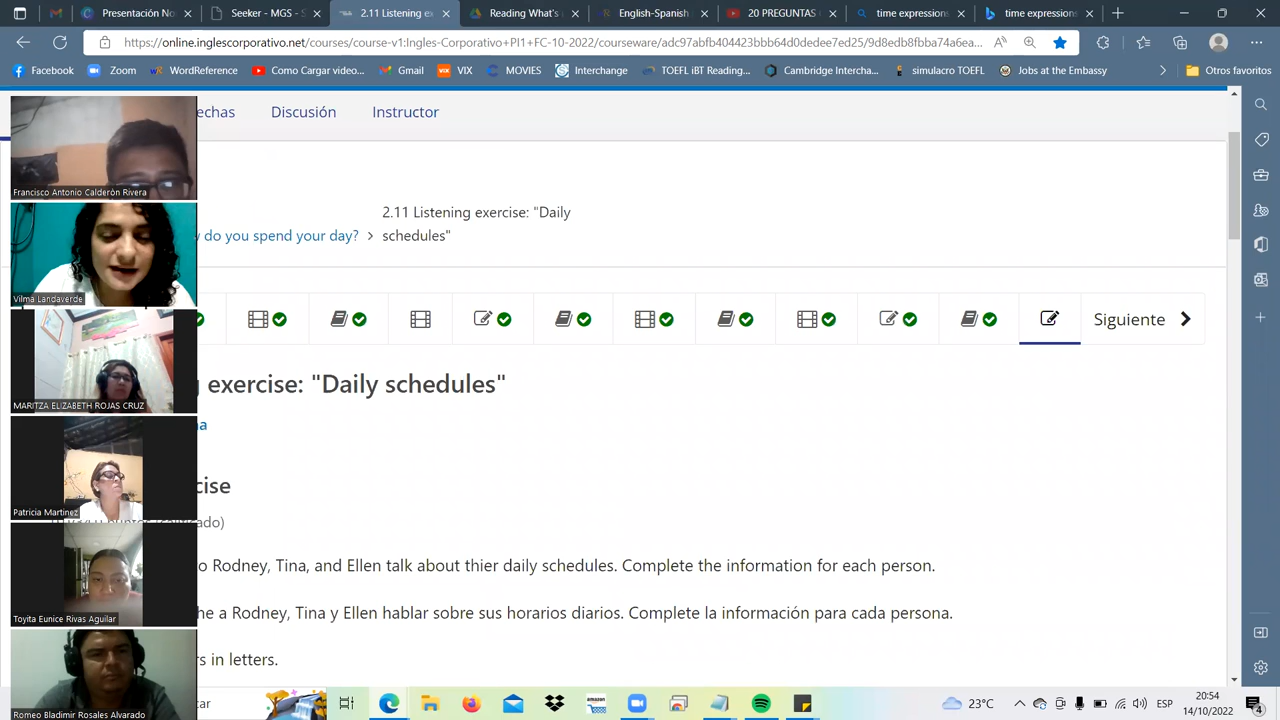 Presentación No
Seeker - MGS -
2.11 Listening e
Reading What's
English-Spanish
20 PREGUNTAS
time expressions
time expressions
https://online.inglescorporativo.net/courses/course-v1:Ingles-Corporativo+PI1+FC-10-2022/courseware/adc97abfb404423bbb64d0dedee7ed25/9d8edb8fbba74a6ea...
Facebook
Zoom
WordReference
Como Cargar video...
Gmail
VIX
MOVIES
Interchange
TOEFL iBT Reading...
Cambridge Intercha...
simulacro TOEFL
Jobs at the Embassy
Otros favoritos
echas
Discusión
Instructor
Francisco Antonio Calderón Rivera
2.11 Listening exercise: "Daily
do you spend your day?
schedules"
Vilma Landaverde
Siguiente
exercise: "Daily schedules"
MARITZA ELIZABETH ROJAS CRUZ
na
cise
Patricia Martinez
puntos (calificado)
o Rodney, Tina, and Ellen talk about thier daily schedules. Complete the information for each person.
he a Rodney, Tina y Ellen hablar sobre sus horarios diarios. Complete la información para cada persona.
Toyita Eunice Rivas Aguilar
rs in letters.
Romeo Bladimir Rosales Alvarado
car
23°C
ESP
20:54
14/10/2022
4